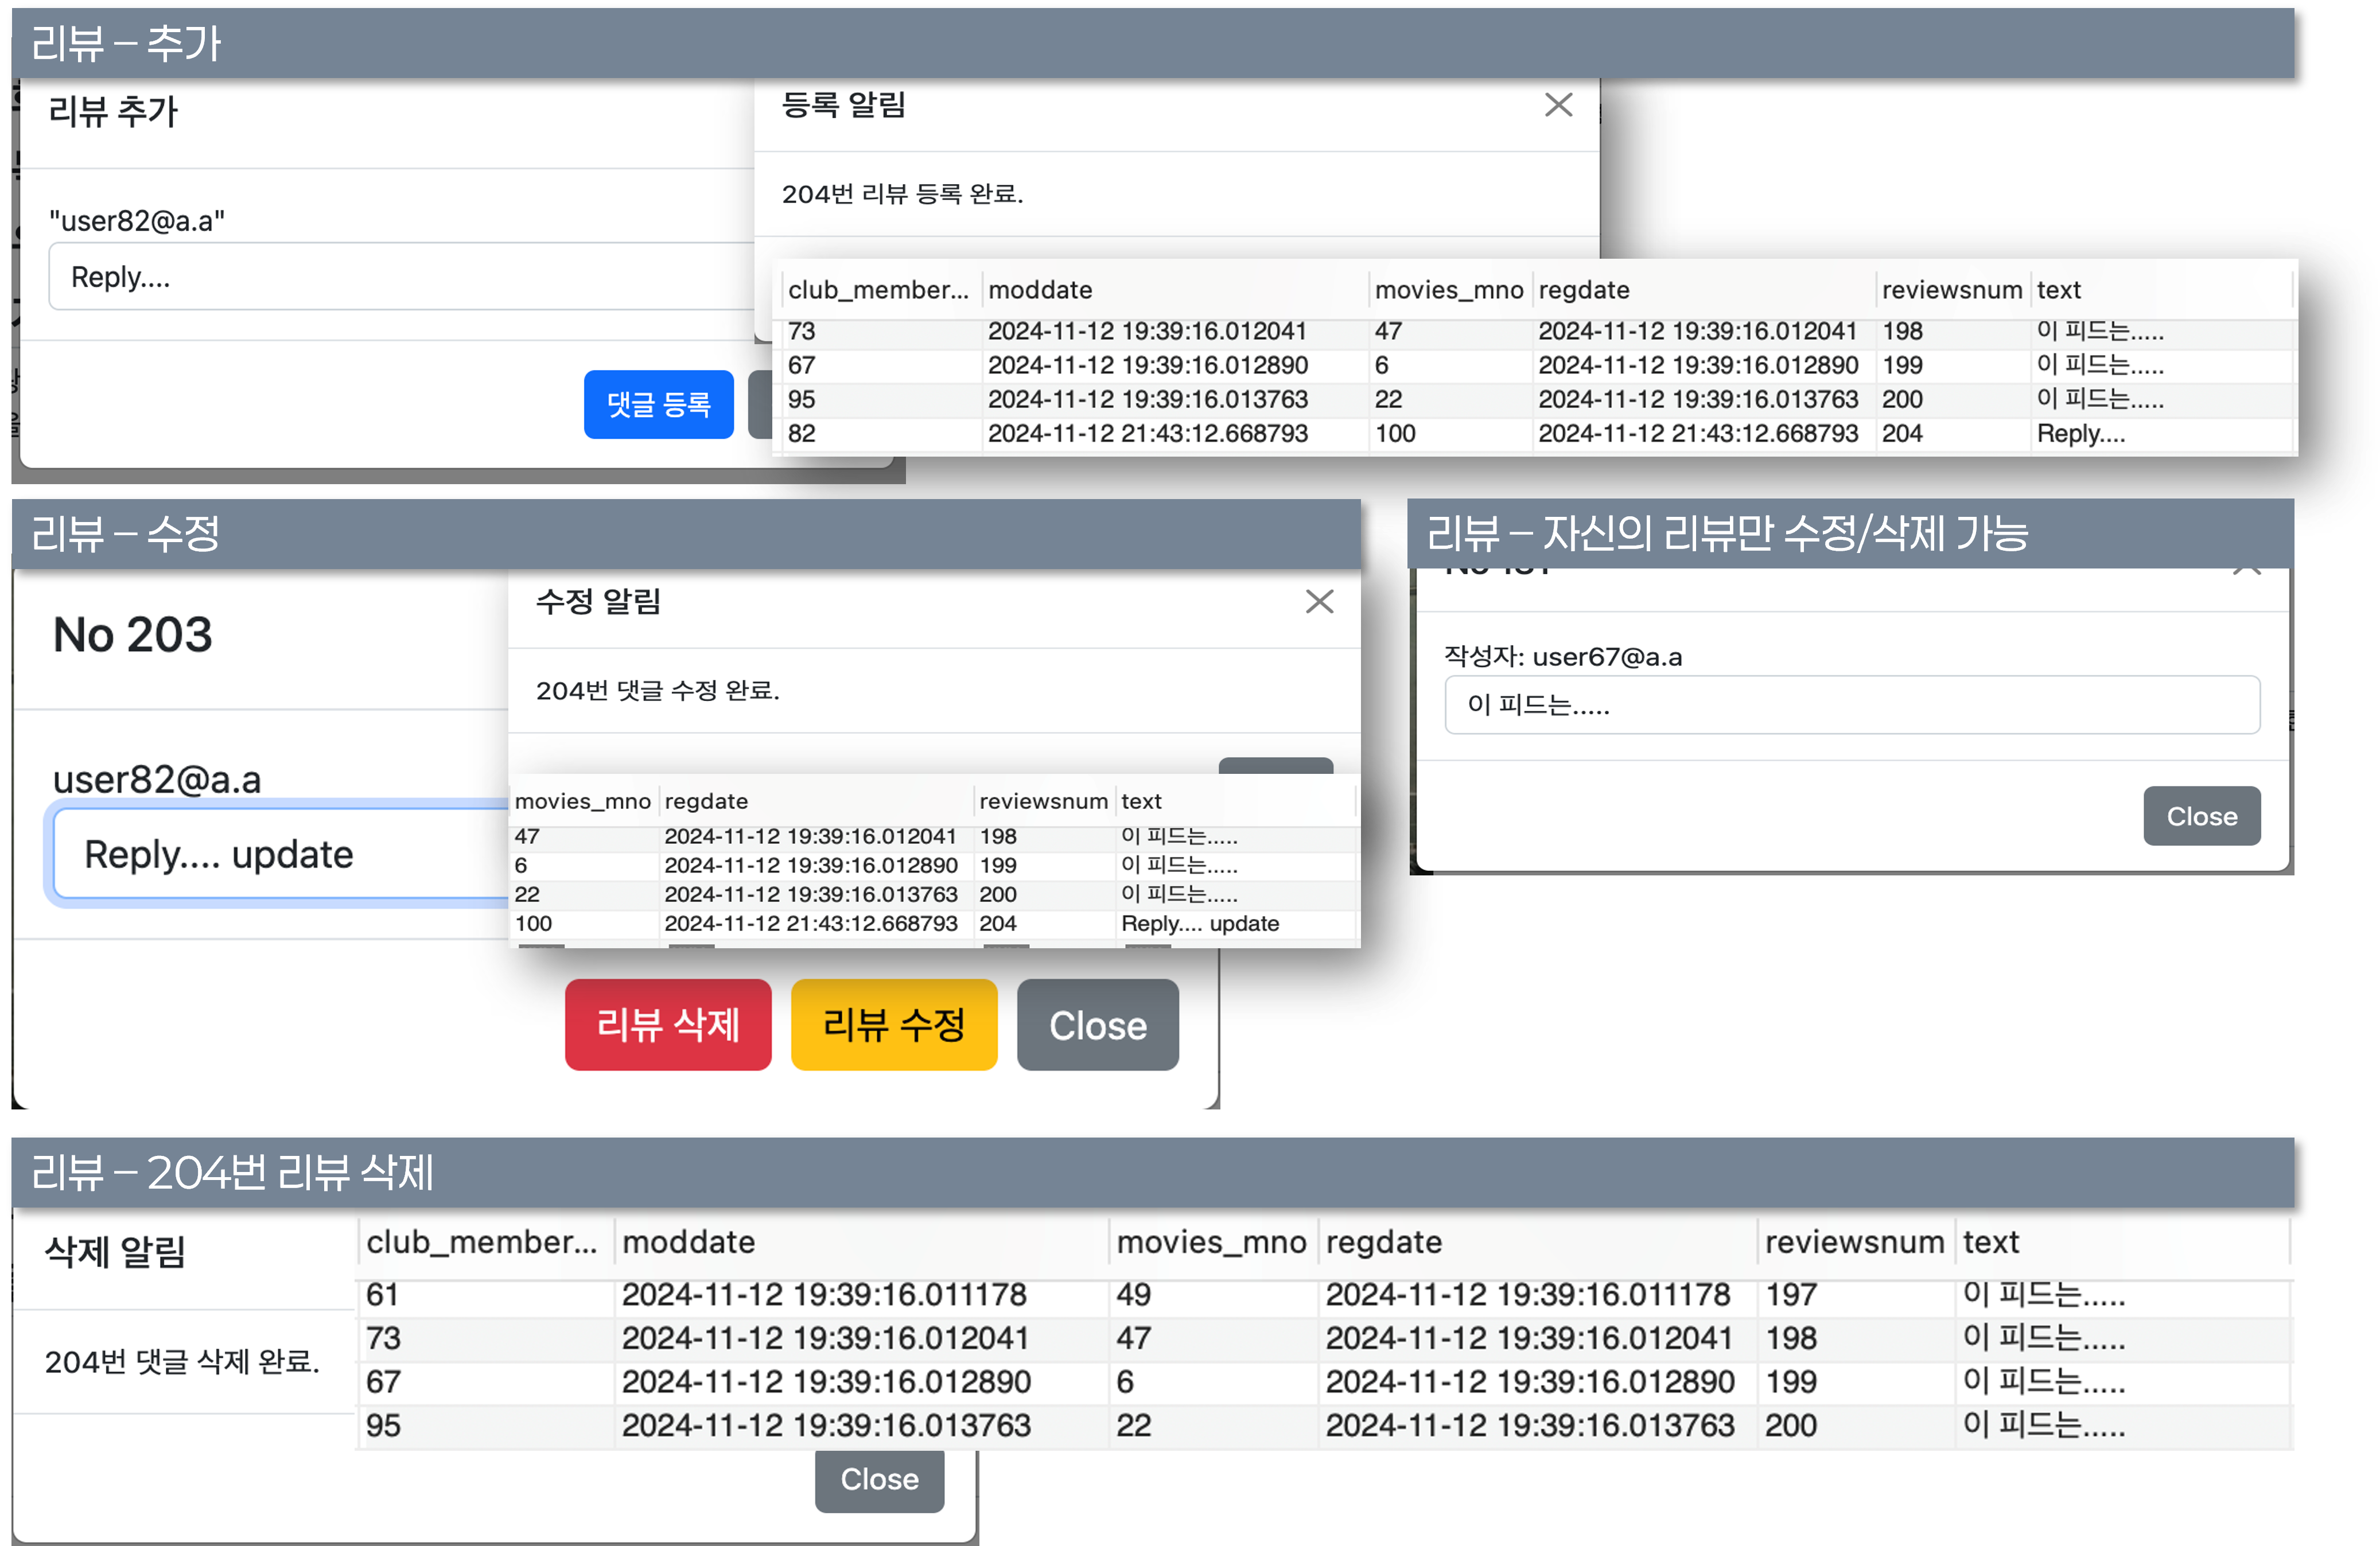 리뷰 – 추가
리뷰 추가
"user82@a.a"
Reply....
댓글 등록
등록 알림
204번 리뷰 등록 완료.
club_member... moddate movies_mno regdate reviewsnum text
73 2024-11-12 19:39:16.012041 47 2024-11-12 19:39:16.012041 198 이 피드는.....
67 2024-11-12 19:39:16.012890 6 2024-11-12 19:39:16.012890 199 이 피드는.....
95 2024-11-12 19:39:16.013763 22 2024-11-12 19:39:16.013763 200 이 피드는.....
82 2024-11-12 21:43:12.668793 100 2024-11-12 21:43:12.668793 204 Reply....
리뷰 – 수정
No 203
user82@a.a
Reply.... update
수정 알림
204번 댓글 수정 완료.
movies_mno regdate reviewsnum text
47 2024-11-12 19:39:16.012041 198 이 피드는.....
6 2024-11-12 19:39:16.012890 199 이 피드는.....
22 2024-11-12 19:39:16.013763 200 이 피드는.....
100 2024-11-12 21:43:12.668793 204 Reply.... update
리뷰 삭제 리뷰 수정 Close
리뷰 – 자신의 리뷰만 수정/삭제 가능
작성자: user67@a.a
이 피드는.....
Close
리뷰 – 204번 리뷰 삭제
삭제 알림
204번 댓글 삭제 완료.
club_member... moddate movies_mno regdate reviewsnum text
61 2024-11-12 19:39:16.011178 49 2024-11-12 19:39:16.011178 197 이 피드는.....
73 2024-11-12 19:39:16.012041 47 2024-11-12 19:39:16.012041 198 이 피드는.....
67 2024-11-12 19:39:16.012890 6 2024-11-12 19:39:16.012890 199 이 피드는.....
95 2024-11-12 19:39:16.013763 22 2024-11-12 19:39:16.013763 200 이 피드는.....
Close